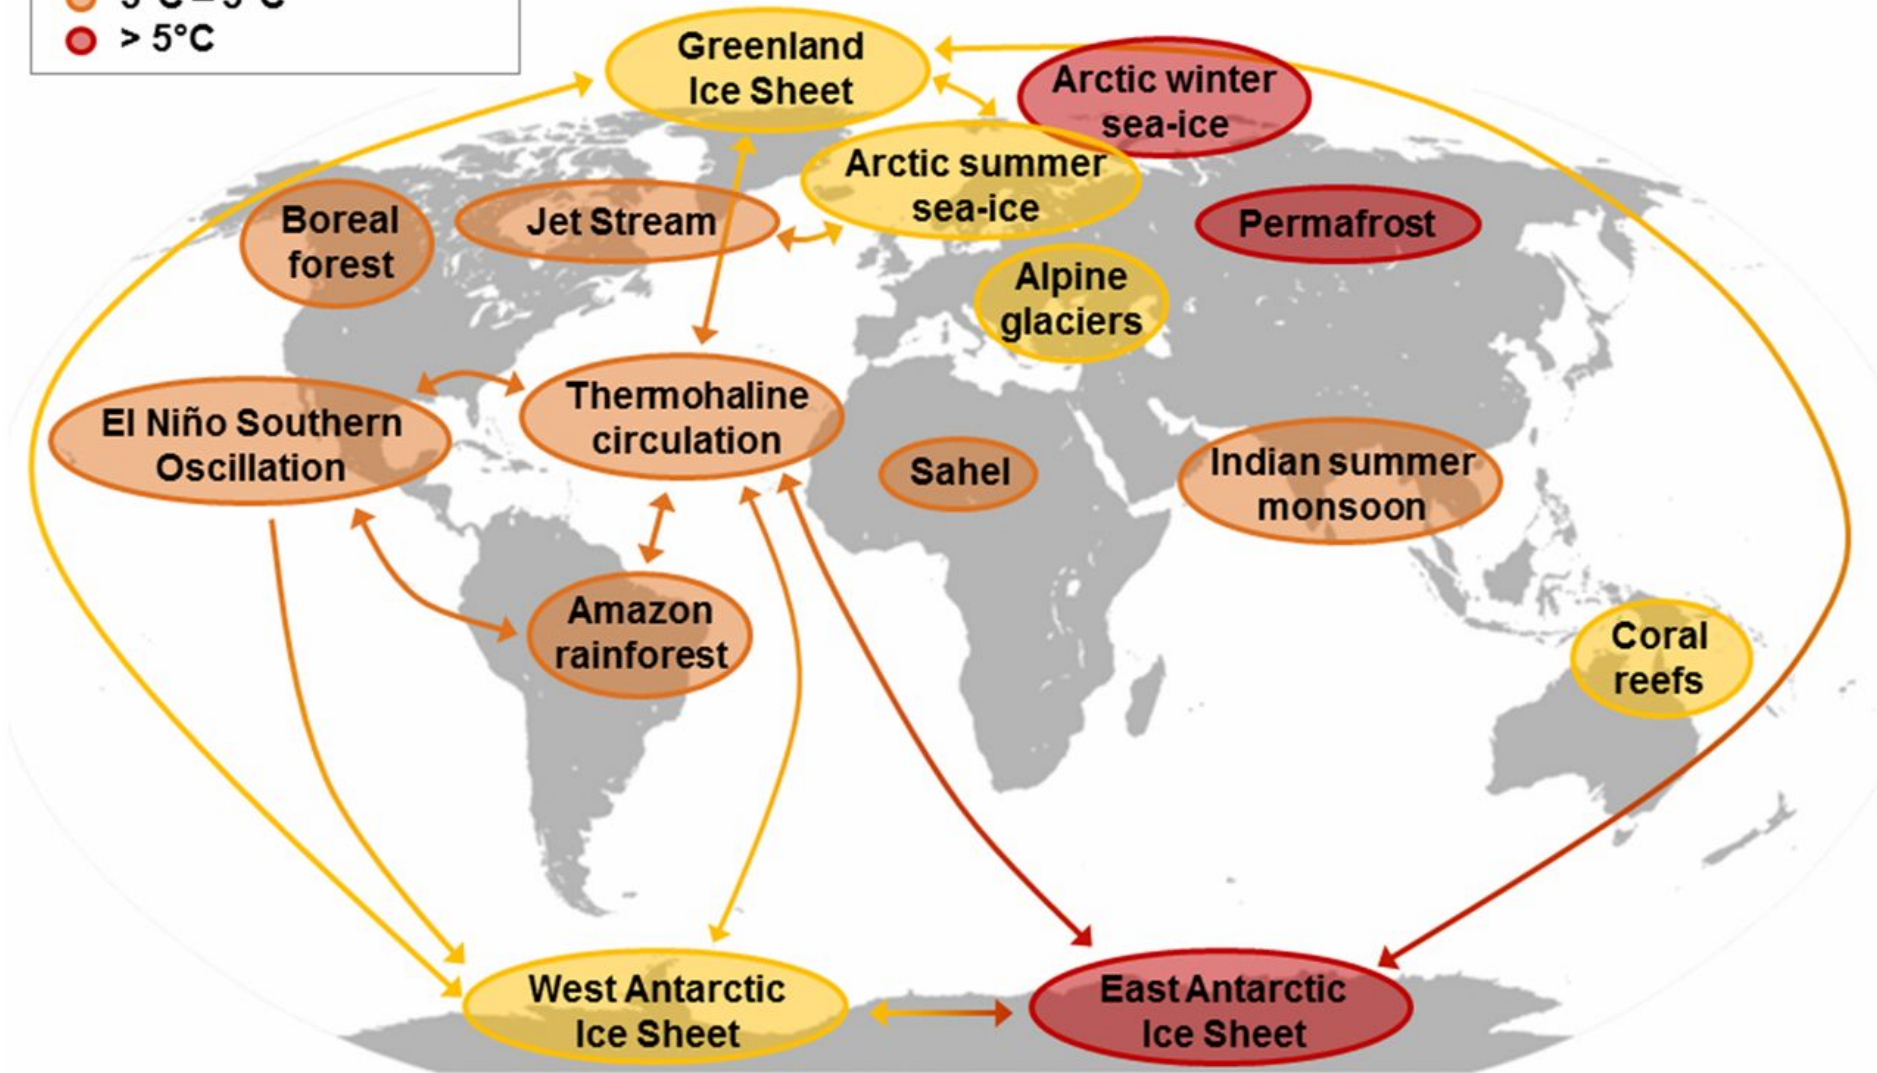 3°C – 5°C
> 5°C
Greenland
Ice Sheet
Arctic winter
sea-ice
Arctic summer
sea-ice
Boreal
forest
Jet Stream
Permafrost
Alpine
glaciers
El Niño Southern
Oscillation
Thermohaline
circulation
Sahel
Indian summer
monsoon
Amazon
rainforest
Coral
reefs
West Antarctic
Ice Sheet
East Antarctic
Ice Sheet